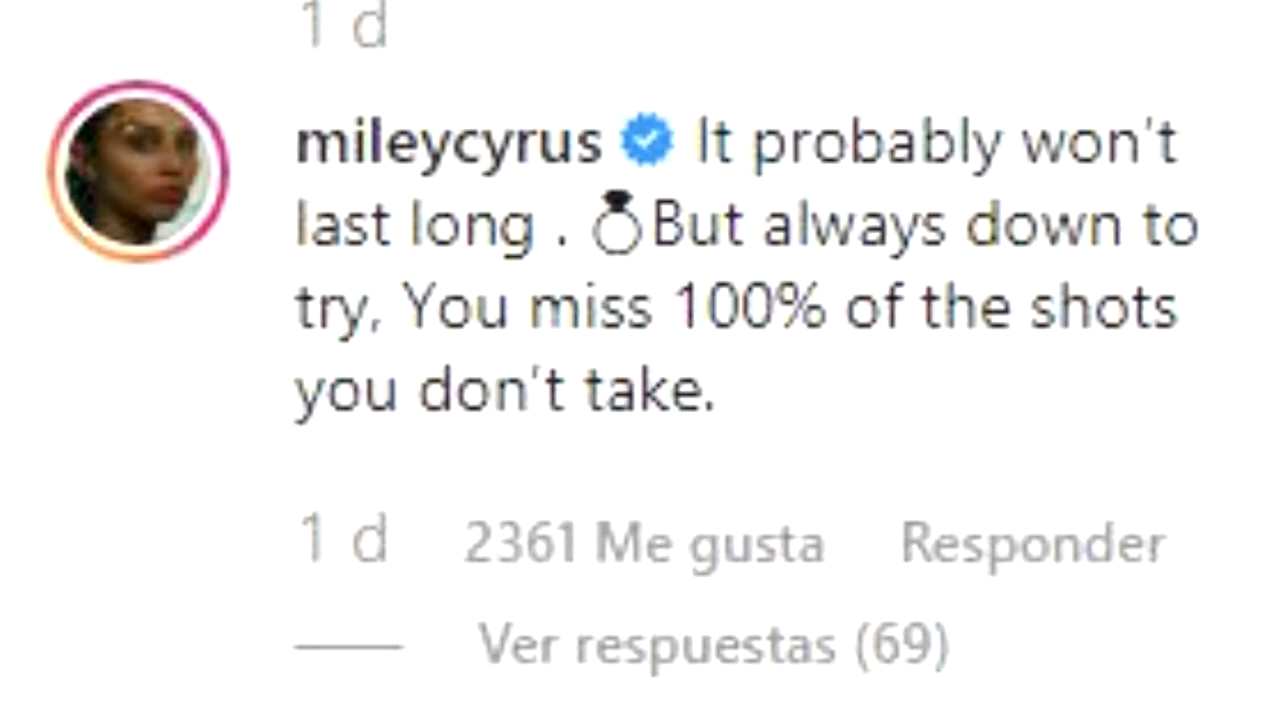 1 d
mileycyrus It probably won't
last long . 💍But always down to
try, You miss 100% of the shots
you don't take.
1 d 2361 Me gusta Responder
Ver respuestas (69)